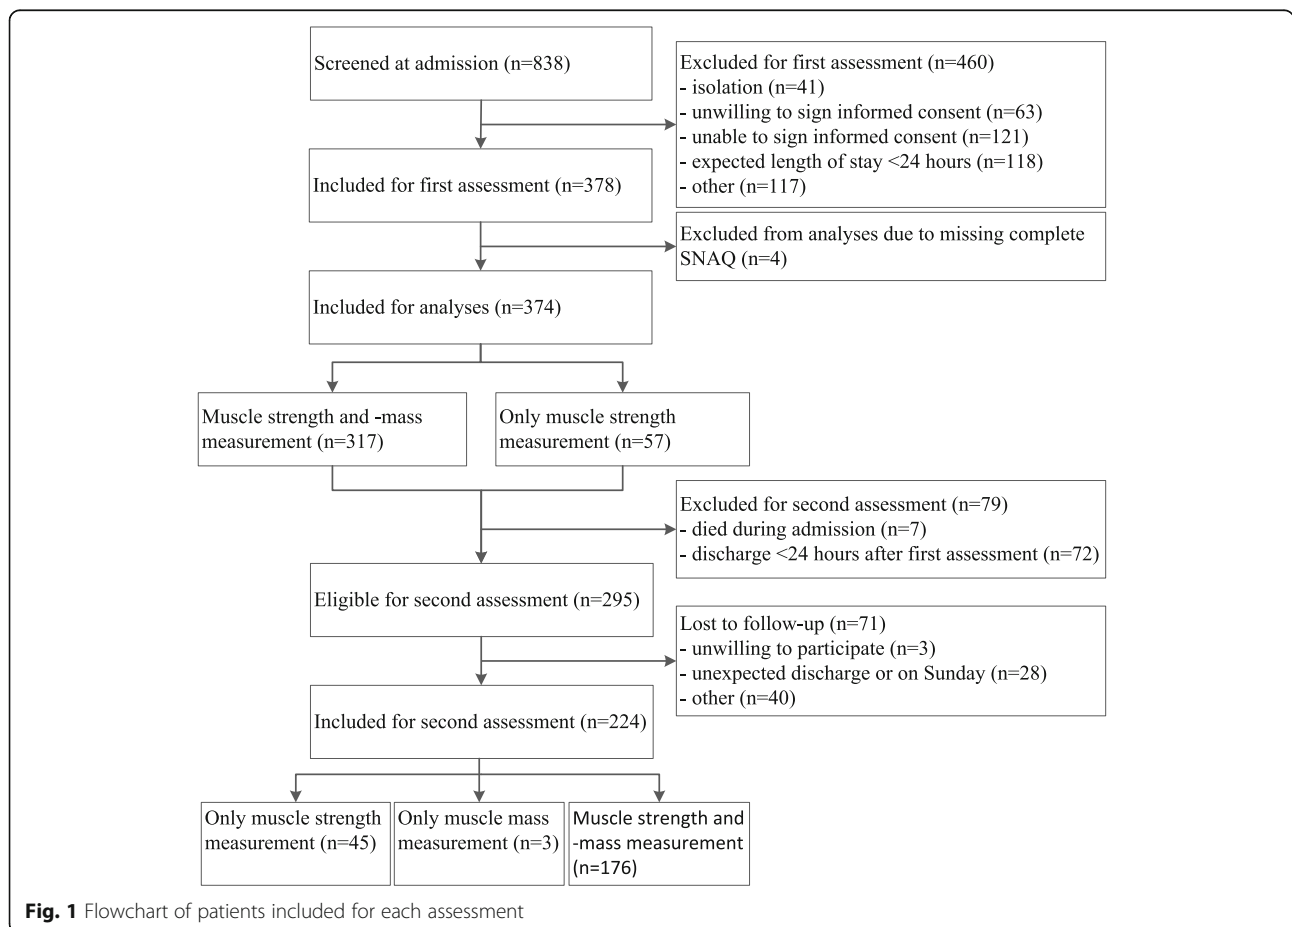 Screened at admission (n=838)
Excluded for first assessment (n=460)
- isolation (n=41)
- unwilling to sign informed consent (n=63)
- unable to sign informed consent (n=121)
- expected length of stay <24 hours (n=118)
- other (n=117)
Included for first assessment (n=378)
Excluded from analyses due to missing complete
SNAQ (n=4)
Included for analyses (n=374)
Muscle strength and -mass
measurement (n=317)
Only muscle strength
measurement (n=57)
Excluded for second assessment (n=79)
- died during admission (n=7)
- discharge <24 hours after first assessment (n=72)
Eligible for second assessment (n=295)
Lost to follow-up (n=71)
- unwilling to participate (n=3)
- unexpected discharge or on Sunday (n=28)
- other (n=40)
Included for second assessment (n=224)
Only muscle strength
measurement (n=45)
Only muscle mass
measurement (n=3)
Muscle strength and
-mass measurement
(n=176)
Fig. 1 Flowchart of patients included for each assessment